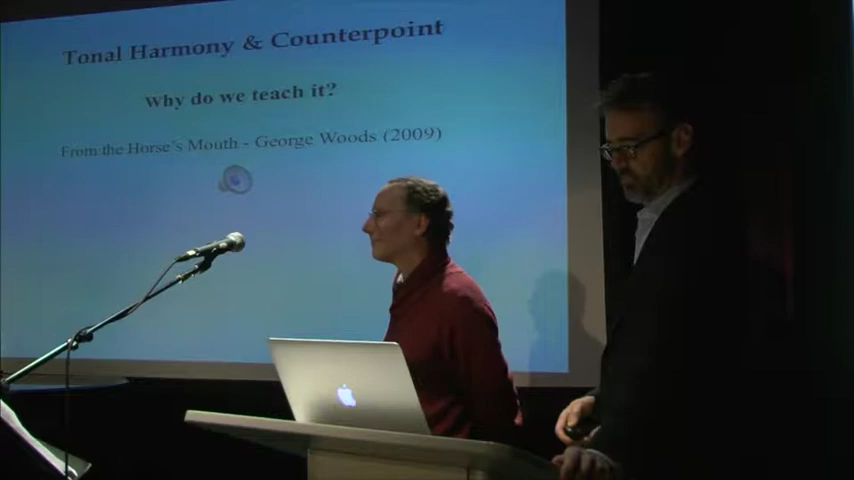 Tonal Harmony & Counterpoint
Why do we teach it?
From the Horse's Mouth - George Woods (2009)